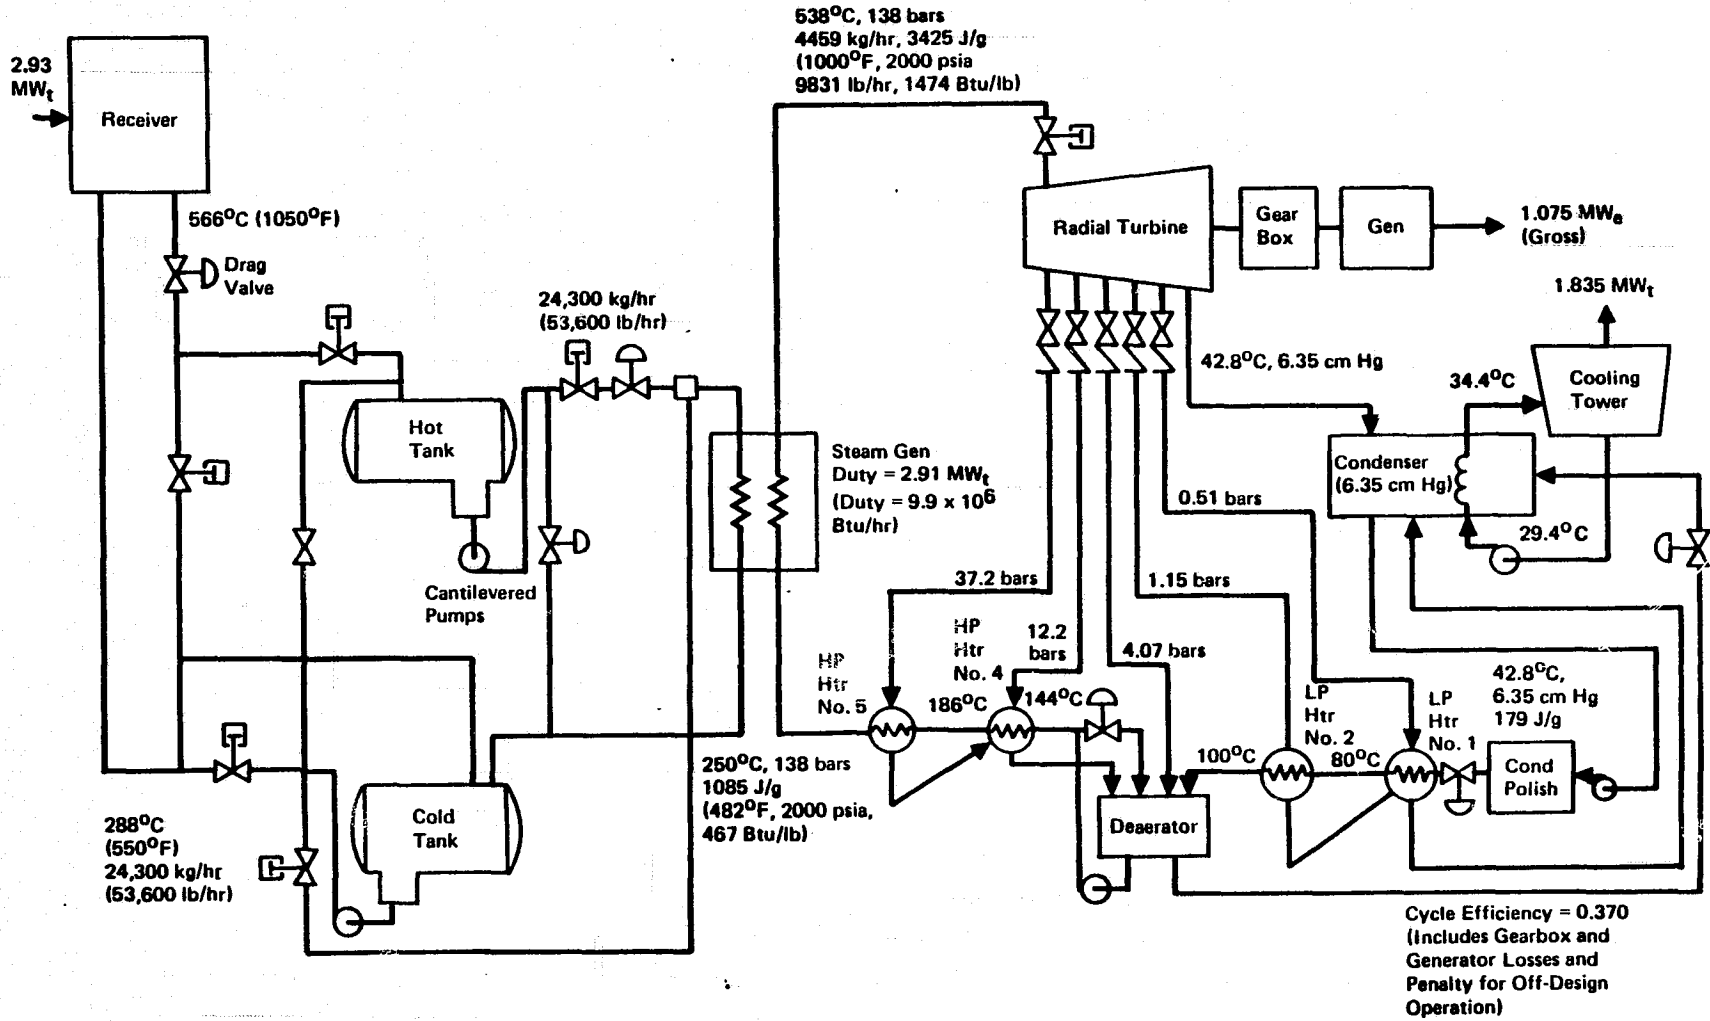 538°C, 138 bars
4459 kg/hr, 3425 J/g
(1000°F, 2000 psia
9831 lb/hr, 1474 Btu/lb)
2.93
MWt
Receiver
566°C (1050°F)
Drag
Valve
24,300 kg/hr
(53,600 lb/hr)
Hot
Tank
Cantilevered
Pumps
Steam Gen
Duty = 2.91 MWt
(Duty = 9.9 x 10⁶
Btu/hr)
Radial Turbine
Gear
Box
Gen
1.075 MWe
(Gross)
1.835 MWt
42.8°C, 6.35 cm Hg
34.4°C
Cooling
Tower
Condenser
(6.35 cm Hg)
29.4°C
0.51 bars
37.2 bars
1.15 bars
HP
Htr
No. 4
12.2
bars
4.07 bars
HP
Htr
No. 5
186°C
144°C
LP
Htr
No. 2
LP
Htr
No. 1
42.8°C,
6.35 cm Hg
179 J/g
100°C
80°C
Cond
Polish
250°C, 138 bars
1085 J/g
(482°F, 2000 psia,
467 Btu/lb)
Deaerator
Cold
Tank
288°C
(550°F)
24,300 kg/hr
(53,600 lb/hr)
Cycle Efficiency = 0.370
(Includes Gearbox and
Generator Losses and
Penalty for Off-Design
Operation)